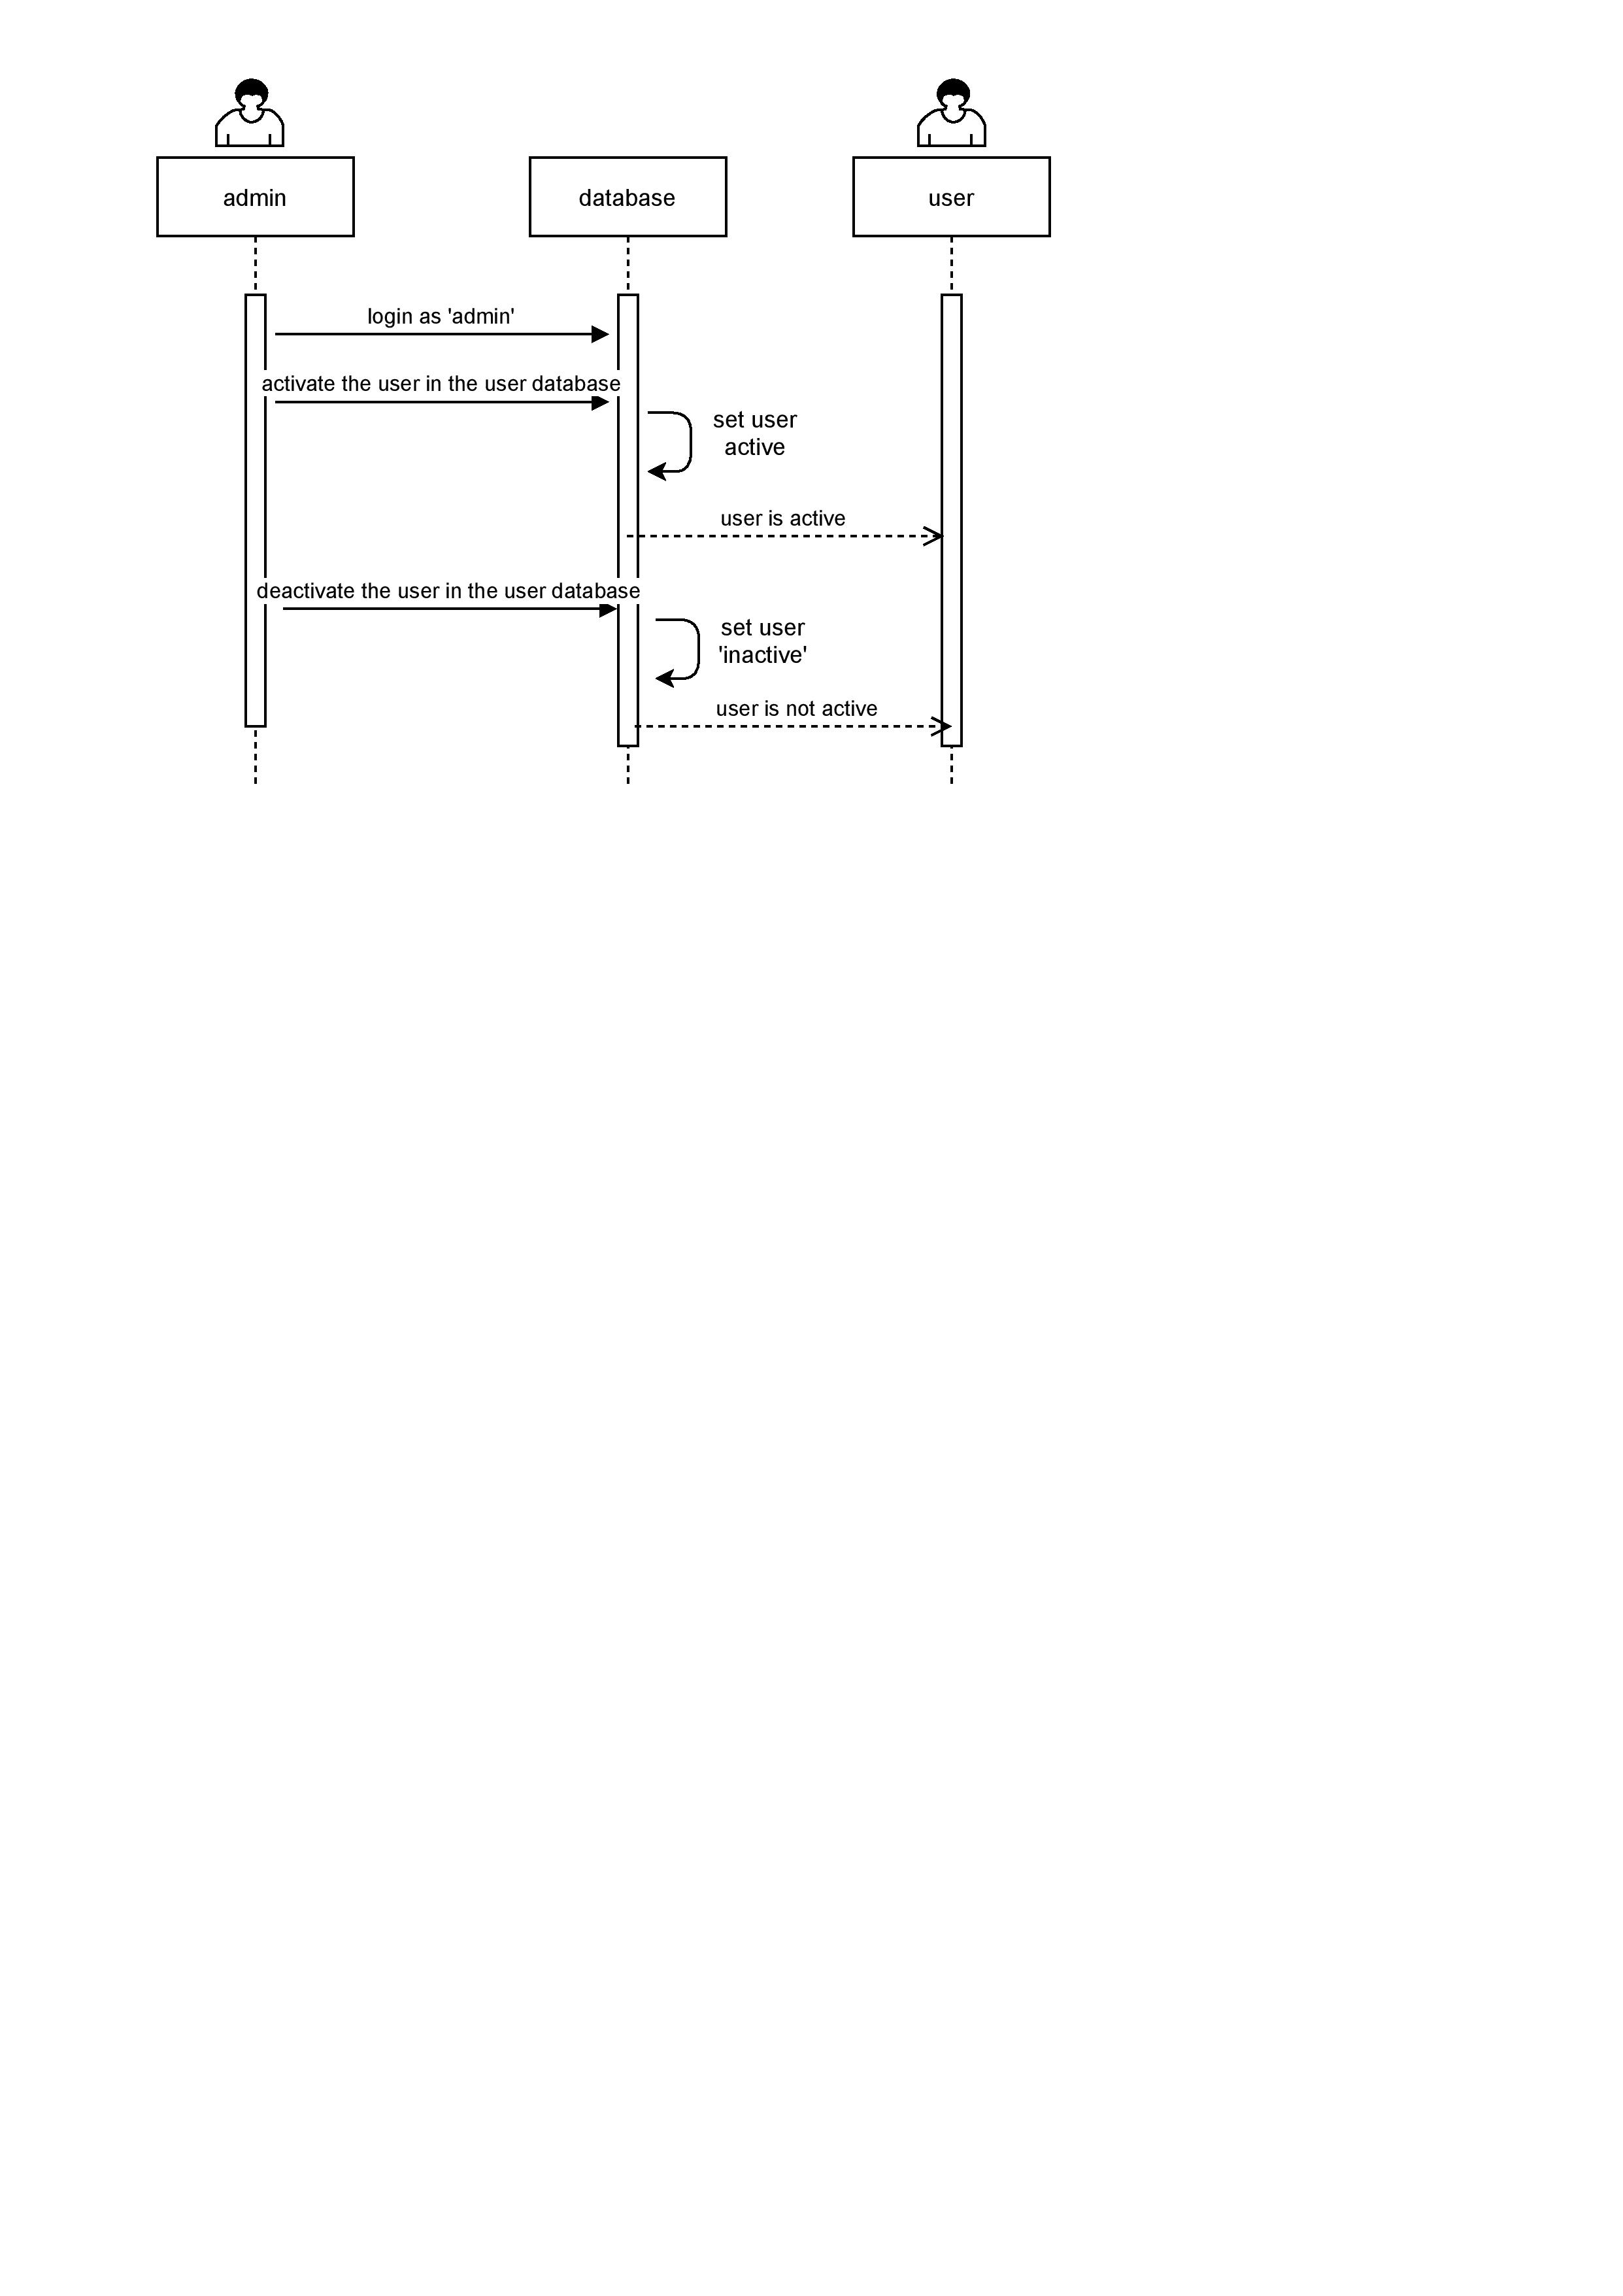 admin
database
user
login as 'admin'
activate the user in the user database
set user
active
user is active
deactivate the user in the user database
set user
'inactive'
user is not active